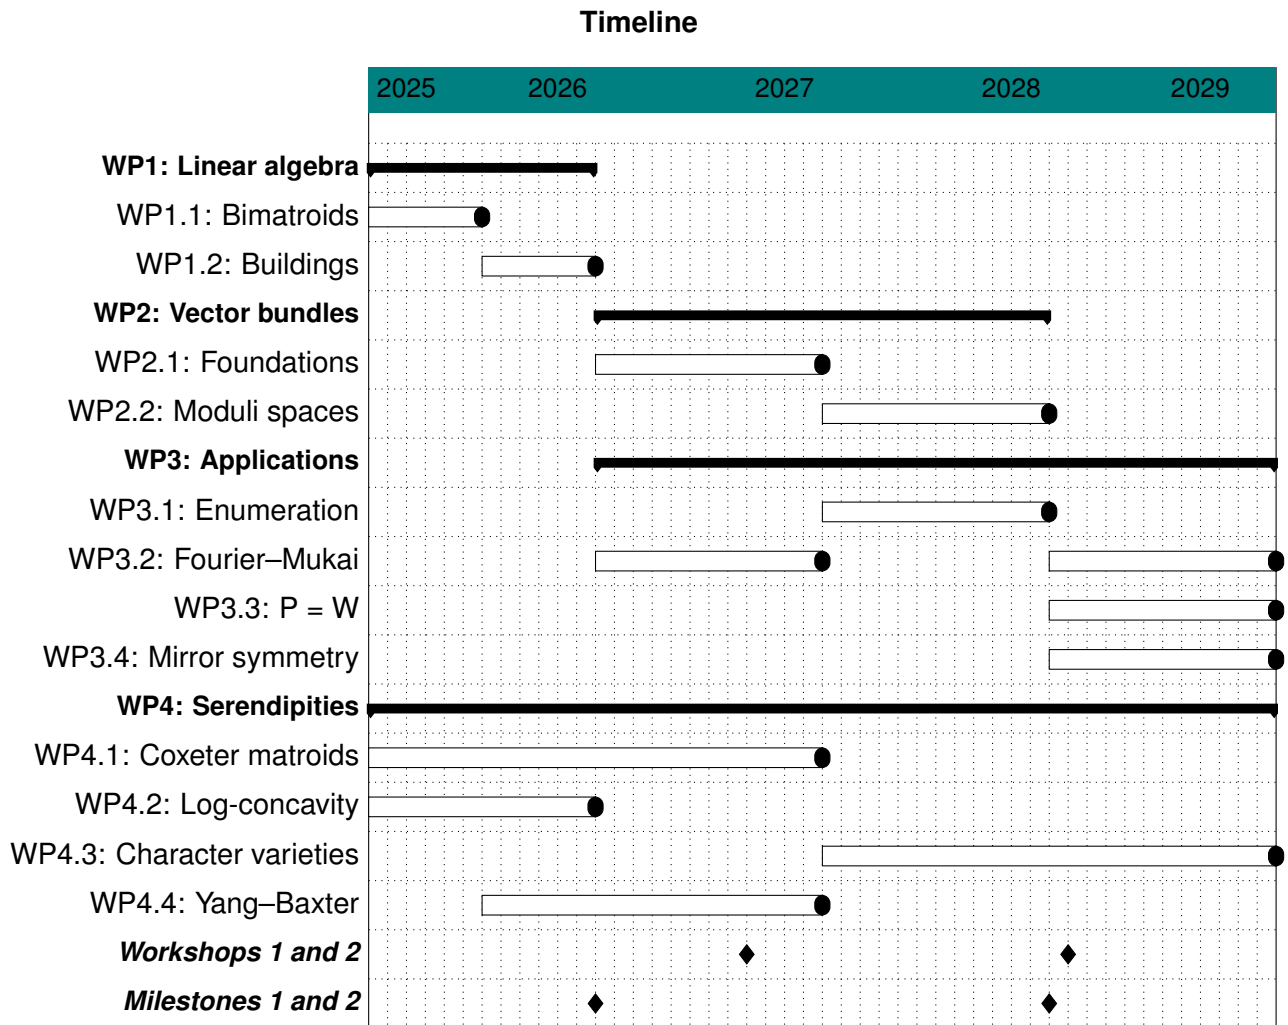 Timeline
2025 2026 2027 2028 2029
WP1: Linear algebra
WP1.1: Bimatroids
WP1.2: Buildings
WP2: Vector bundles
WP2.1: Foundations
WP2.2: Moduli spaces
WP3: Applications
WP3.1: Enumeration
WP3.2: Fourier–Mukai
WP3.3: P = W
WP3.4: Mirror symmetry
WP4: Serendipities
WP4.1: Coxeter matroids
WP4.2: Log-concavity
WP4.3: Character varieties
WP4.4: Yang–Baxter
Workshops 1 and 2
Milestones 1 and 2